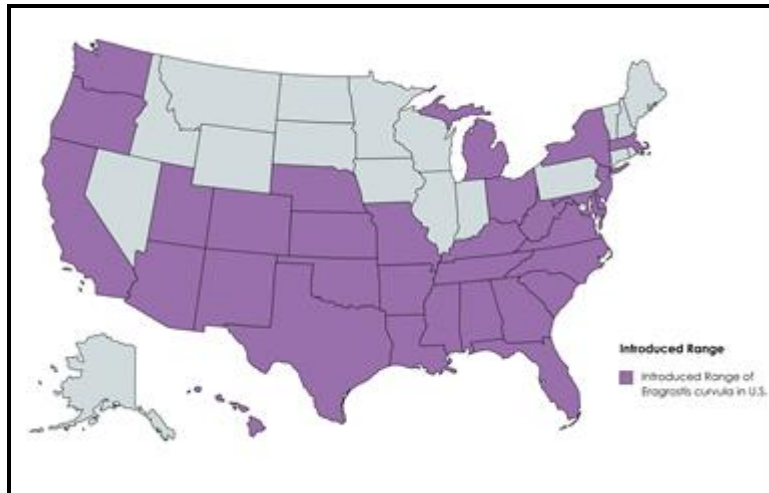 Introduced Range
Introduced Range of
Eragrostis curvula in U.S.